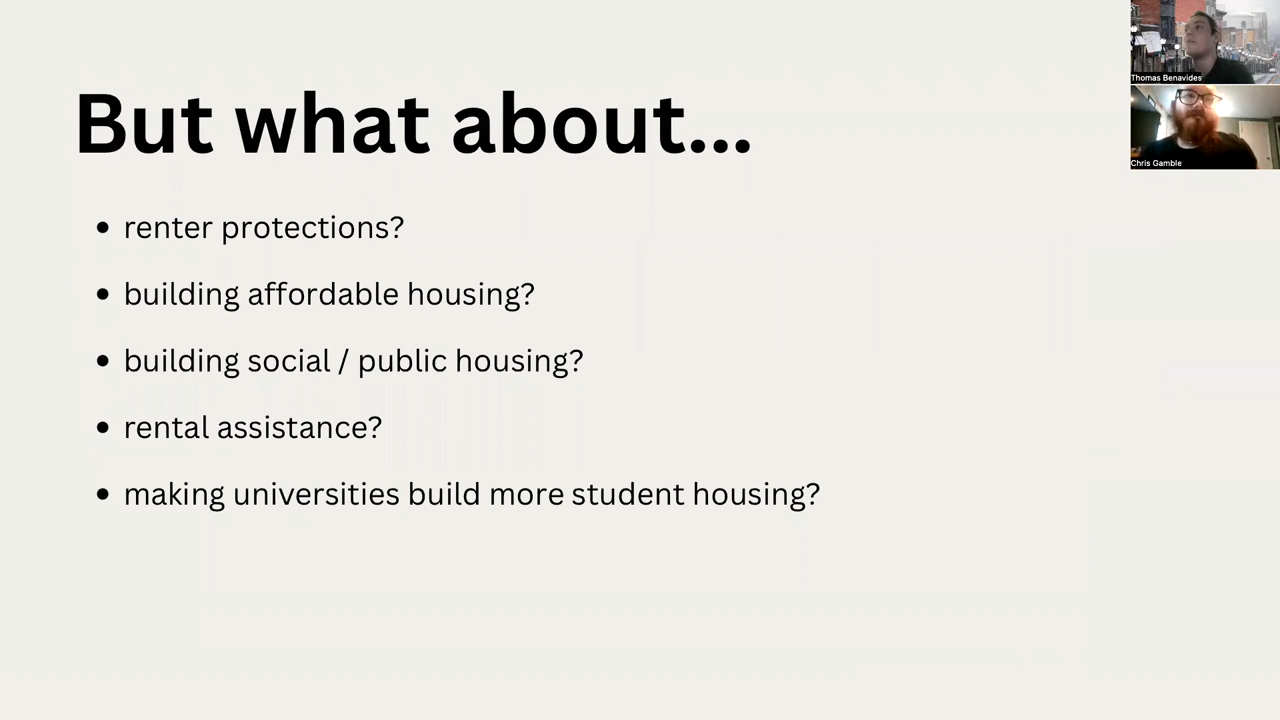 But what about...
renter protections?
building affordable housing?
building social / public housing?
rental assistance?
making universities build more student housing?
Thomas Benavides
Chris Gamble